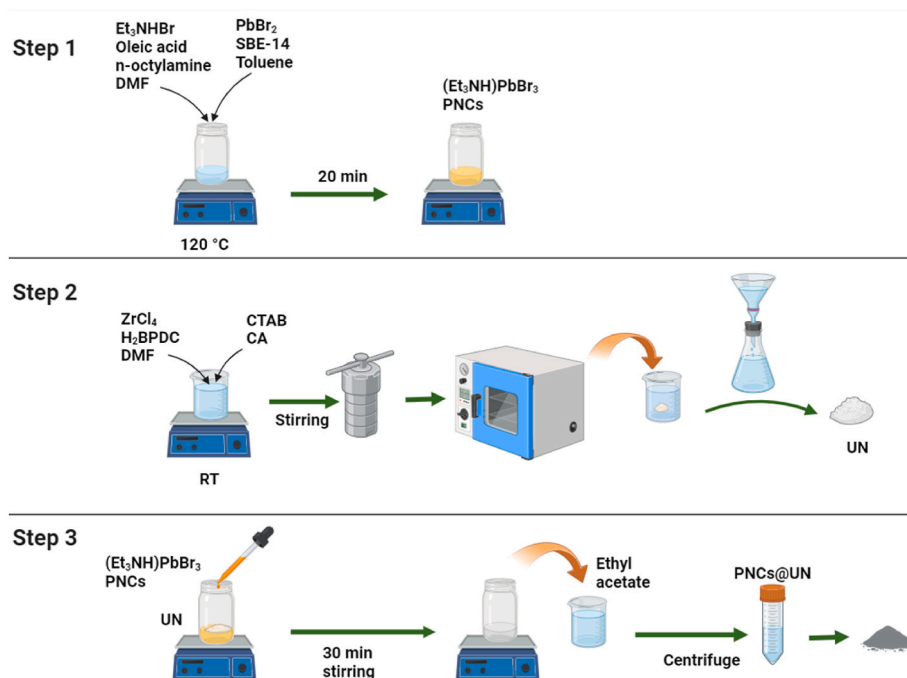 Step 1
Et₃NHBr
Oleic acid
n-octylamine
DMF
PbBr₂
SBE-14
Toluene
120 °C
20 min
(Et₃NH)PbBr₃
PNCs
Step 2
ZrCl₄
H₂BPDC
DMF
CTAB
CA
RT
Stirring
UN
Step 3
(Et₃NH)PbBr₃
PNCs
UN
30 min
stirring
Ethyl
acetate
Centrifuge
PNCs@UN